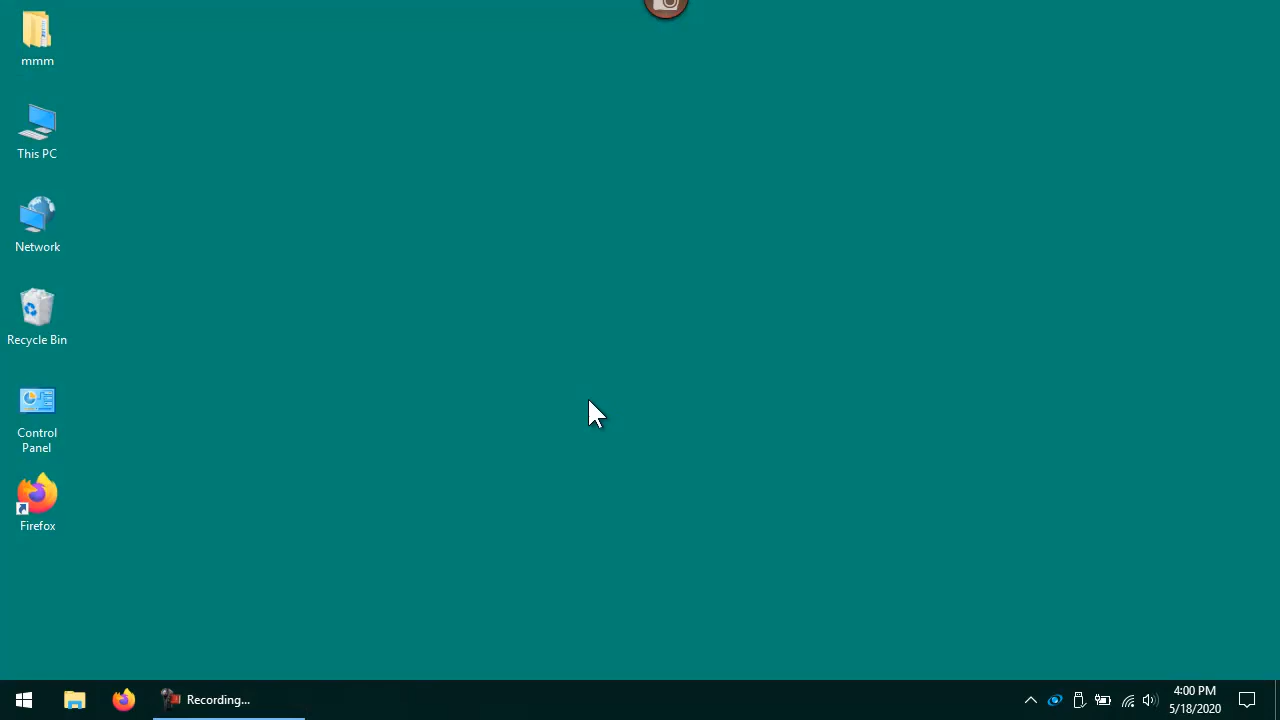 mmm
This PC
Network
Recycle Bin
Control
Panel
Firefox
Recording...
4:00 PM
5/18/2020